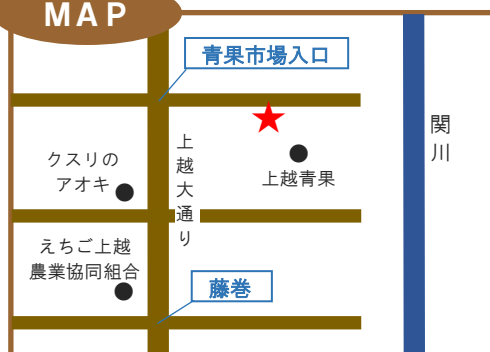 MAP
青果市場入口
関川
上越大通り
クスリの
アオキ
上越青果
えちご上越
農業協同組合
藤巻